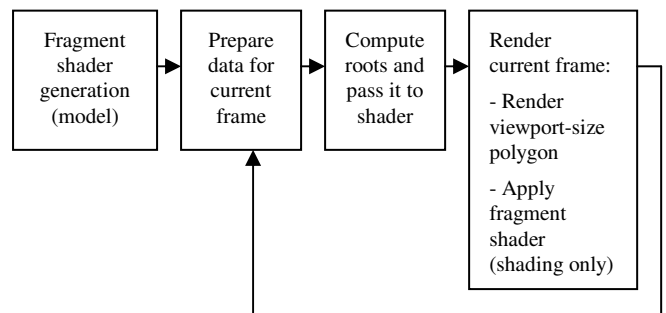 Fragment
shader
generation
(model)
Prepare
data for
current
frame
Compute
roots and
pass it to
shader
Render
current frame:
- Render
viewport-size
polygon
- Apply
fragment
shader
(shading only)